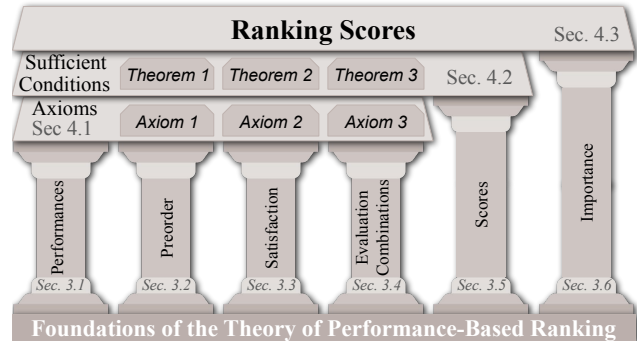 Ranking Scores Sec. 4.3
Sufficient
Conditions
Theorem 1 Theorem 2 Theorem 3 Sec. 4.2
Axioms
Sec 4.1
Axiom 1 Axiom 2 Axiom 3
Performances
Preorder
Satisfaction
Evaluation
Combinations
Scores
Importance
Sec. 3.1 Sec. 3.2 Sec. 3.3 Sec. 3.4 Sec. 3.5 Sec. 3.6
Foundations of the Theory of Performance-Based Ranking